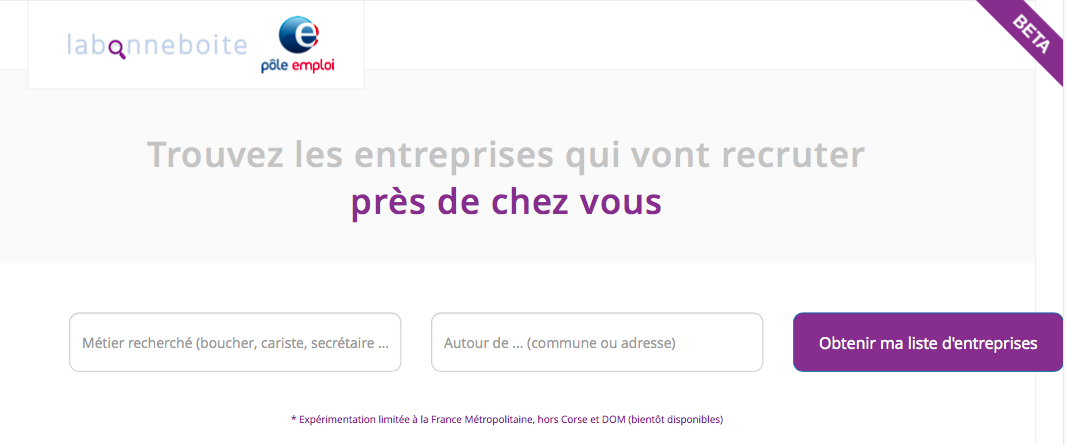 labonneboite
pôle emploi
BETA
Trouvez les entreprises qui vont recruter
près de chez vous
Métier recherché (boucher, cariste, secrétaire ...
Autour de ... (commune ou adresse)
Obtenir ma liste d'entreprises
* Expérimentation limitée à la France Métropolitaine, hors Corse et DOM (bientôt disponibles)